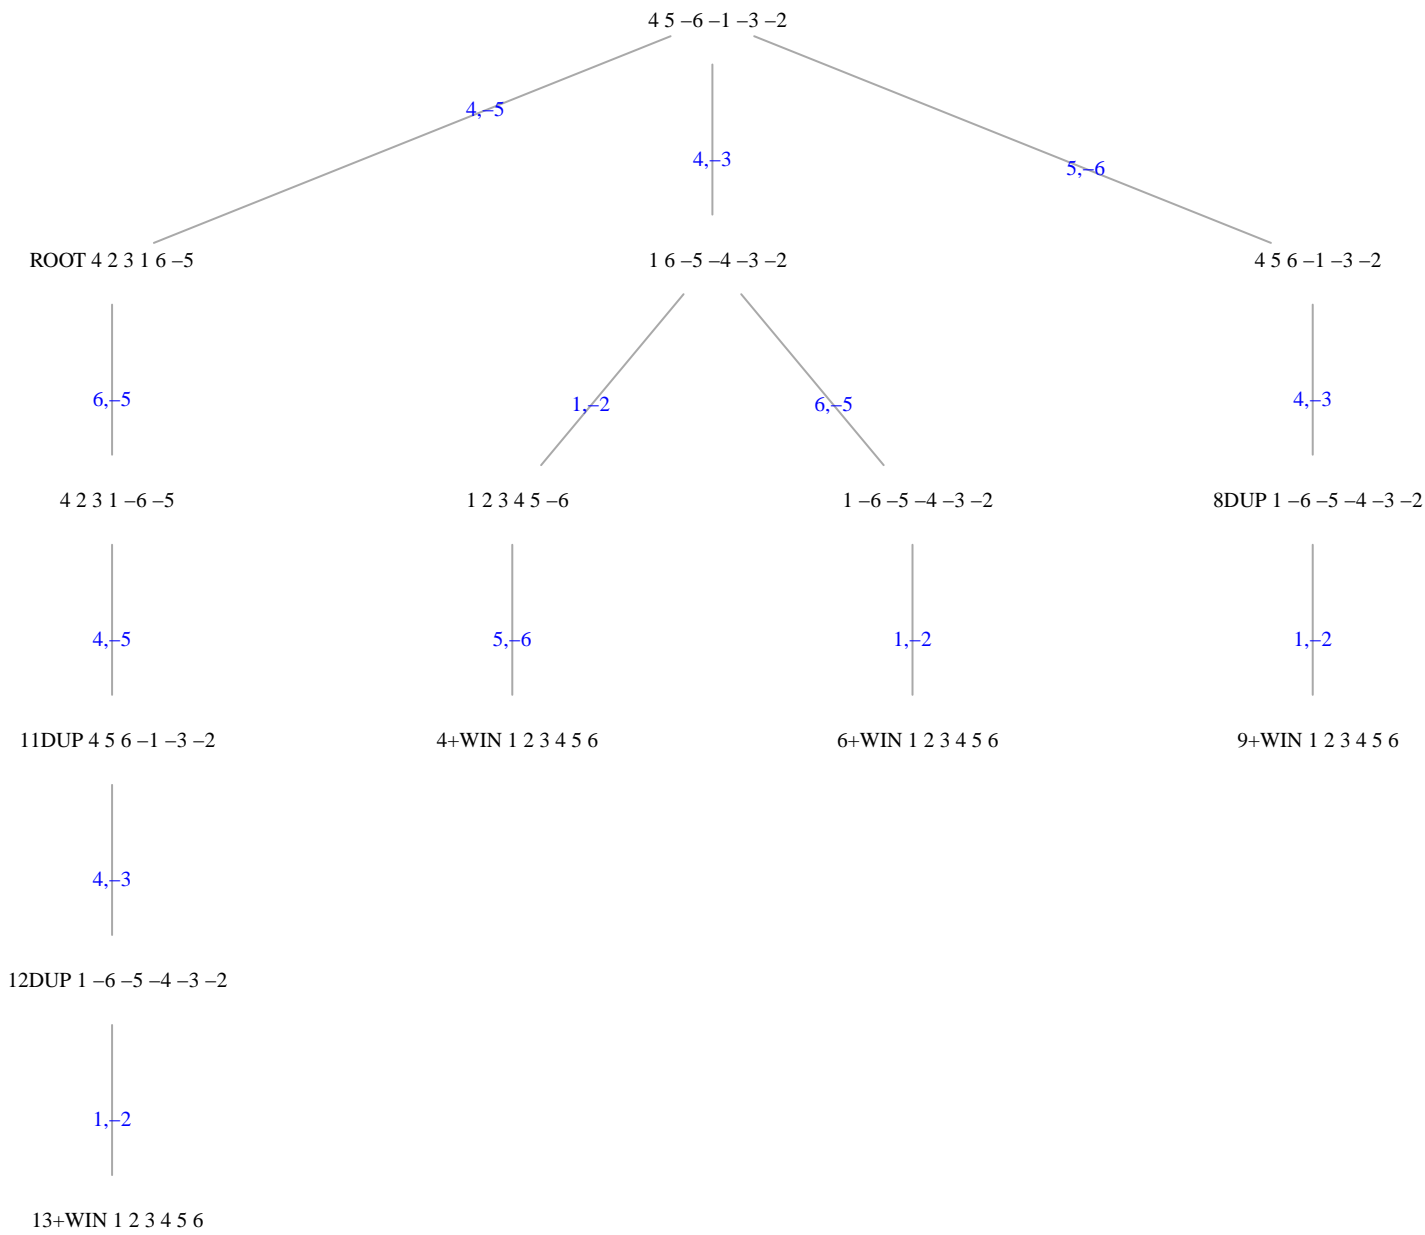 4 5 –6 –1 –3 –2
4,–5
4,–3
5,–6
ROOT 4 2 3 1 6 –5
1 6 –5 –4 –3 –2
4 5 6 –1 –3 –2
6,–5
1,–2
6,–5
4,–3
4 2 3 1 –6 –5
1 2 3 4 5 –6
1 –6 –5 –4 –3 –2
8DUP 1 –6 –5 –4 –3 –2
4,–5
5,–6
1,–2
1,–2
11DUP 4 5 6 –1 –3 –2
4+WIN 1 2 3 4 5 6
6+WIN 1 2 3 4 5 6
9+WIN 1 2 3 4 5 6
4,–3
12DUP 1 –6 –5 –4 –3 –2
1,–2
13+WIN 1 2 3 4 5 6